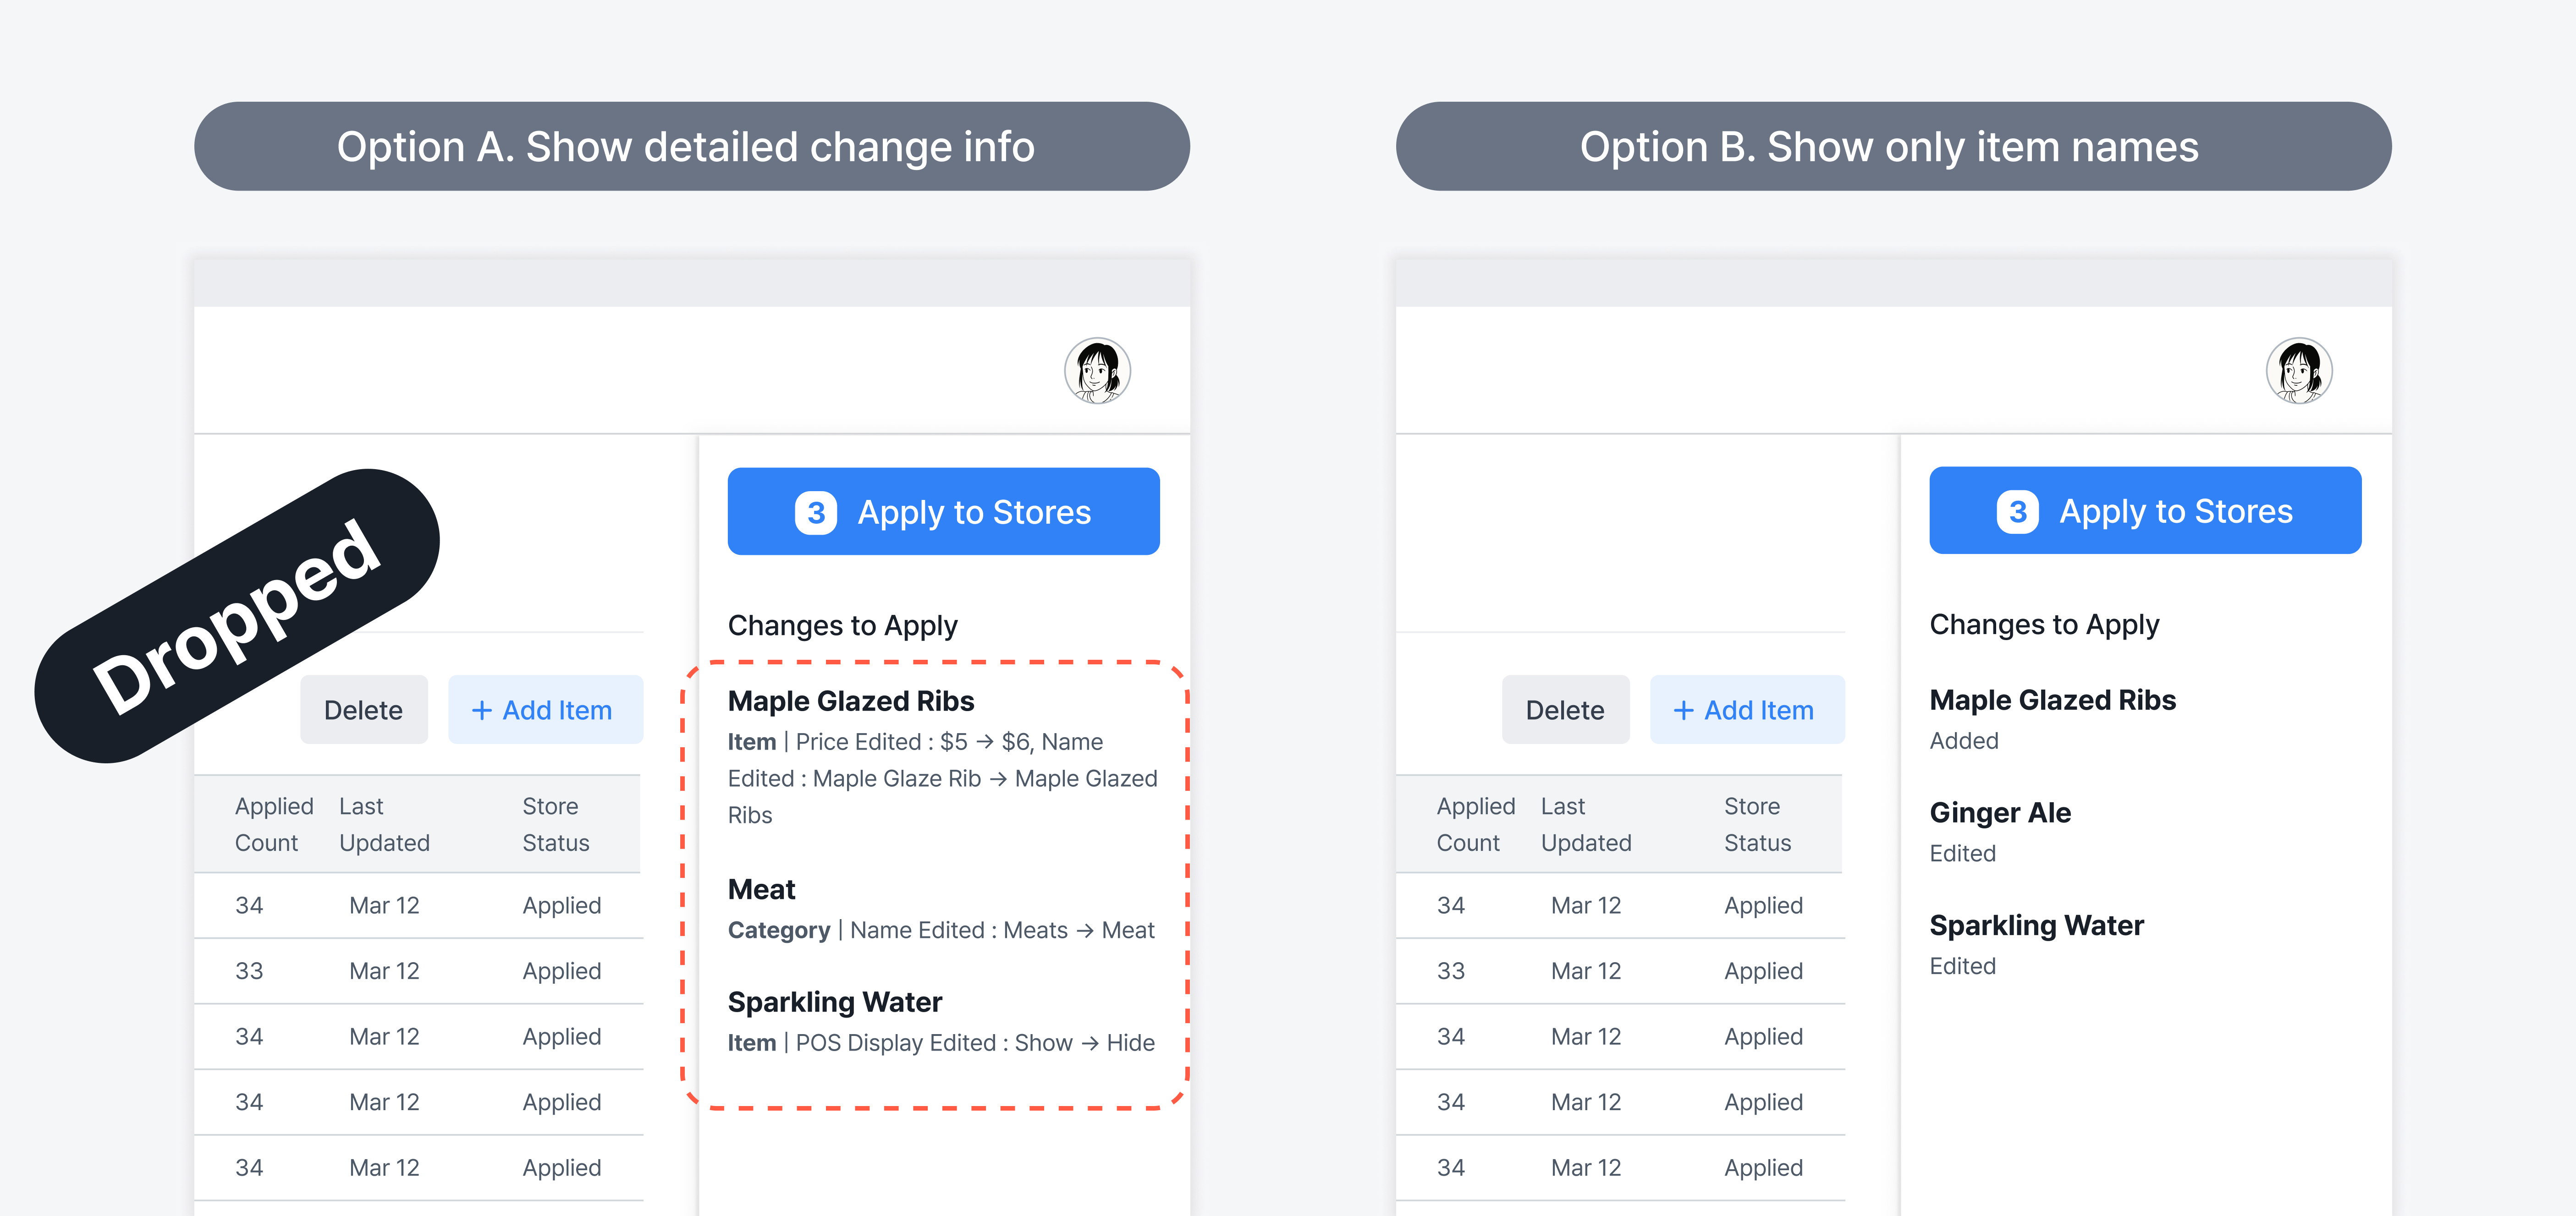 Option A. Show detailed change info
Dropped
3 Apply to Stores
Changes to Apply
Maple Glazed Ribs
Item | Price Edited : $5 → $6, Name
Edited : Maple Glaze Rib → Maple Glazed
Ribs
Meat
Category | Name Edited : Meats → Meat
Sparkling Water
Item | POS Display Edited : Show → Hide
Delete
+ Add Item
Applied Count
Last Updated
Store Status
34 Mar 12 Applied
33 Mar 12 Applied
34 Mar 12 Applied
34 Mar 12 Applied
34 Mar 12 Applied
Option B. Show only item names
3 Apply to Stores
Changes to Apply
Maple Glazed Ribs
Added
Ginger Ale
Edited
Sparkling Water
Edited
Delete
+ Add Item
Applied Count
Last Updated
Store Status
34 Mar 12 Applied
33 Mar 12 Applied
34 Mar 12 Applied
34 Mar 12 Applied
34 Mar 12 Applied